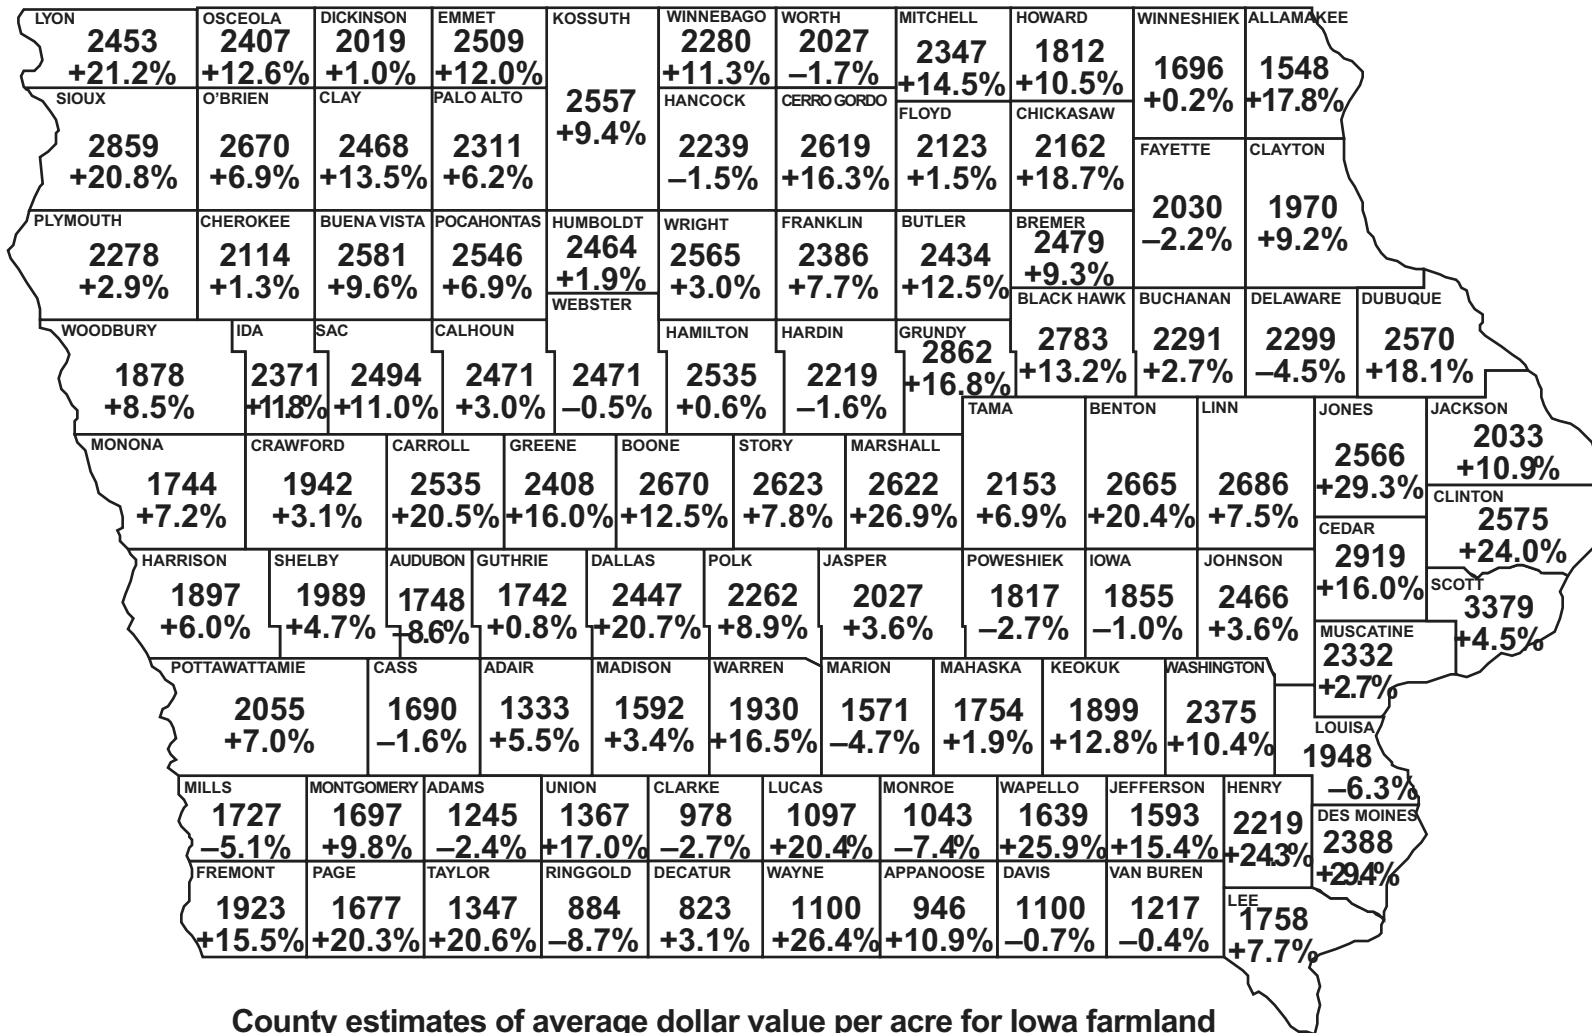 LYON OSCEOLA DICKINSON EMMET KOSSUTH WINNEBAGO WORTH MITCHELL HOWARD WINNESHIEK ALLAMAKEE
2453 2407 2019 2509 2557 2280 2027 2347 1812 1696 1548
+21.2% +12.6% +1.0% +12.0% +9.4% +11.3% –1.7% +14.5% +10.5% +0.2% +17.8%
SIOUX O’BRIEN CLAY PALO ALTO HANCOCK CERRO GORDO FLOYD CHICKASAW FAYETTE CLAYTON
2859 2670 2468 2311 2239 2619 2123 2162 2030 1970
+20.8% +6.9% +13.5% +6.2% –1.5% +16.3% +1.5% +18.7% –2.2% +9.2%
PLYMOUTH CHEROKEE BUENA VISTA POCAHONTAS HUMBOLDT WRIGHT FRANKLIN BUTLER BREMER
2278 2114 2581 2546 2464 2565 2386 2434 2479
+2.9% +1.3% +9.6% +6.9% +1.9% +3.0% +7.7% +12.5% +9.3%
WOODBURY IDA SAC CALHOUN WEBSTER HAMILTON HARDIN GRUNDY BLACK HAWK BUCHANAN DELAWARE DUBUQUE
1878 2371 2494 2471 2471 2535 2219 2862 2783 2291 2299 2570
+8.5% +11.8% +11.0% +3.0% –0.5% +0.6% –1.6% +16.8% +13.2% +2.7% –4.5% +18.1%
MONONA CRAWFORD CARROLL GREENE BOONE STORY MARSHALL TAMA BENTON LINN JONES JACKSON
1744 1942 2535 2408 2670 2623 2622 2153 2665 2686 2566 2033
+7.2% +3.1% +20.5% +16.0% +12.5% +7.8% +26.9% +6.9% +20.4% +7.5% +29.3% +10.9%
CLINTON
2575
+24.0%
HARRISON SHELBY AUDUBON GUTHRIE DALLAS POLK JASPER POWESHIEK IOWA JOHNSON CEDAR SCOTT
1897 1989 1748 1742 2447 2262 2027 1817 1855 2466 2919 3379
+6.0% +4.7% –8.6% +0.8% +20.7% +8.9% +3.6% –2.7% –1.0% +3.6% +16.0% +4.5%
MUSCATINE
2332
+2.7%
POTTAWATTAMIE CASS ADAIR MADISON WARREN MARION MAHASKA KEOKUK WASHINGTON LOUISA
2055 1690 1333 1592 1930 1571 1754 1899 2375 1948
+7.0% –1.6% +5.5% +3.4% +16.5% –4.7% +1.9% +12.8% +10.4% –6.3%
MILLS MONTGOMERY ADAMS UNION CLARKE LUCAS MONROE WAPELLO JEFFERSON HENRY DES MOINES
1727 1697 1245 1367 978 1097 1043 1639 1593 2219 2388
–5.1% +9.8% –2.4% +17.0% –2.7% +20.4% –7.4% +25.9% +15.4% +24.3% +29.4%
FREMONT PAGE TAYLOR RINGGOLD DECATUR WAYNE APPANOOSE DAVIS VAN BUREN LEE
1923 1677 1347 884 823 1100 946 1100 1217 1758
+15.5% +20.3% +20.6% –8.7% +3.1% +26.4% +10.9% –0.7% –0.4% +7.7%
County estimates of average dollar value per acre for Iowa farmland